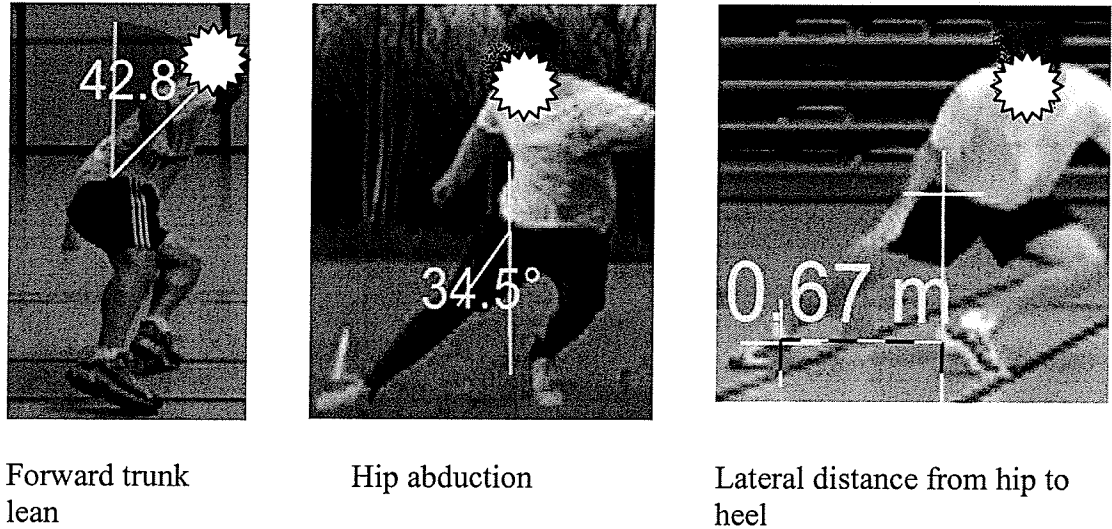 42.8
34.5°
0.67 m
Forward trunk
lean
Hip abduction
Lateral distance from hip to
heel